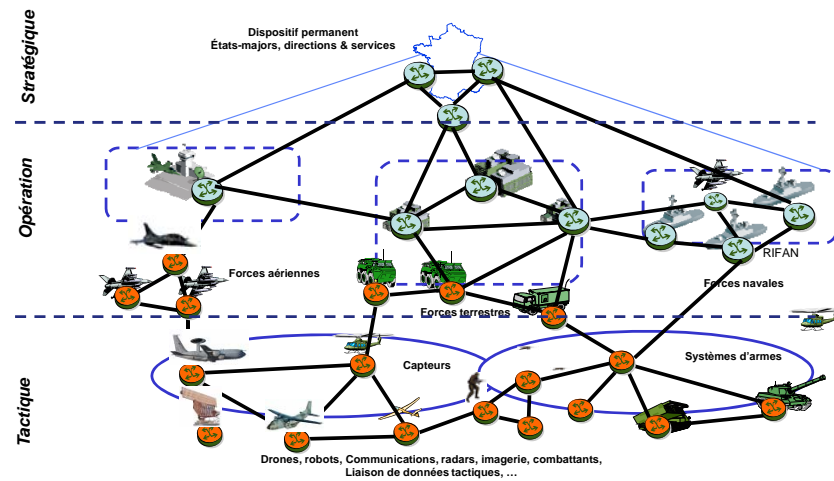 Stratégique
Dispositif permanent
États-majors, directions & services
Opération
RIFAN
Forces aériennes
Forces navales
Forces terrestres
Tactique
Capteurs
Systèmes d'armes
Drones, robots, Communications, radars, imagerie, combattants,
Liaison de données tactiques, ...